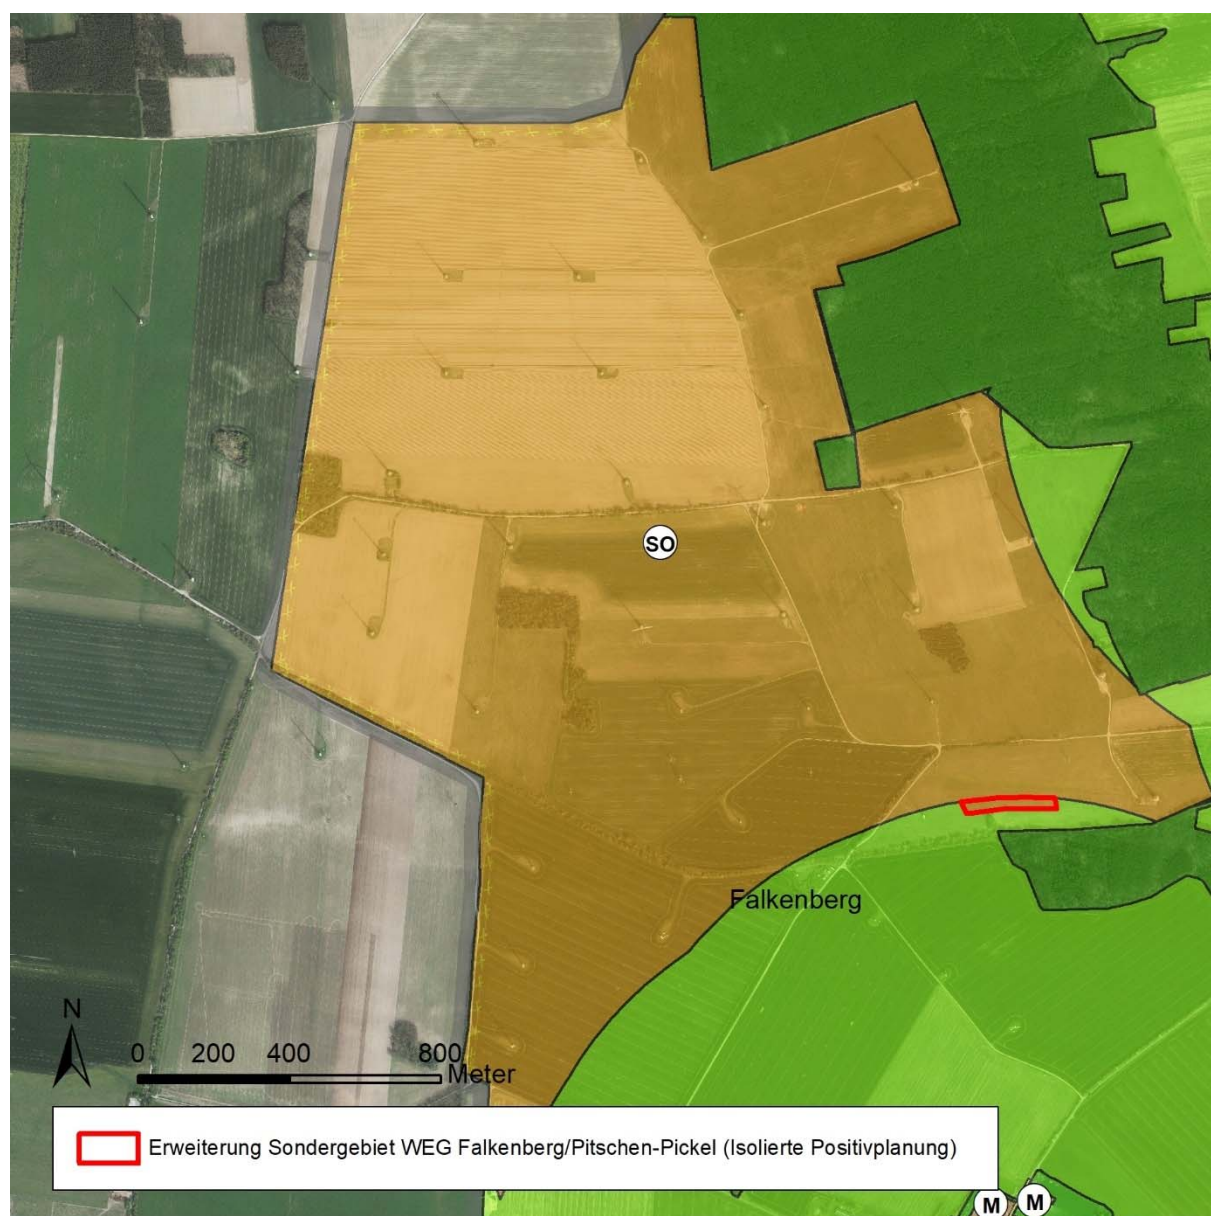 SO
Falkenberg
N
0 200 400 800
Meter
Erweiterung Sondergebiet WEG Falkenberg/Pitschen-Pickel (Isolierte Positivplanung)
M M